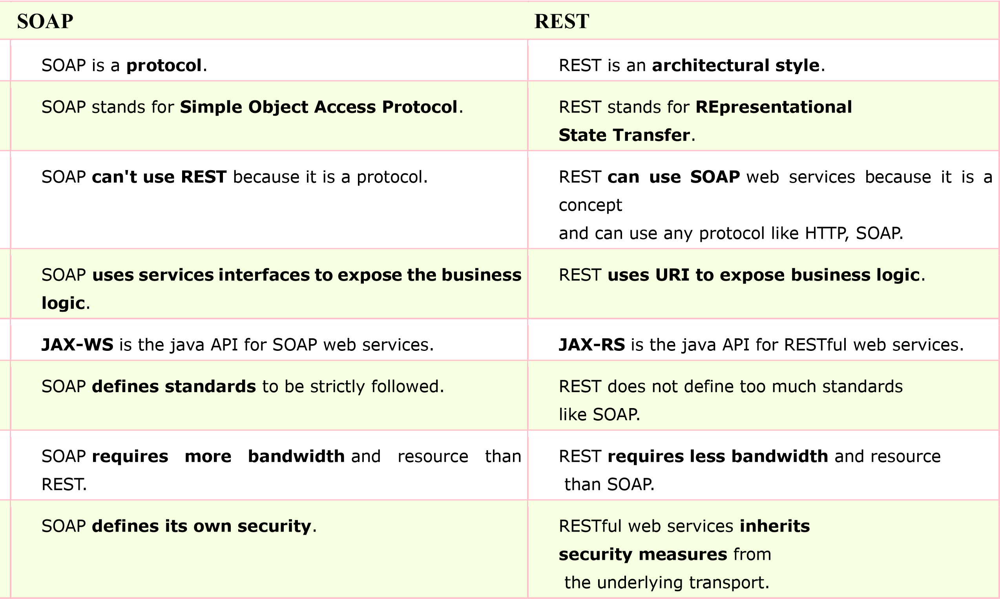 SOAP REST
SOAP is a protocol. REST is an architectural style.
SOAP stands for Simple Object Access Protocol. REST stands for REpresentational
State Transfer.
SOAP can't use REST because it is a protocol. REST can use SOAP web services because it is a
concept
and can use any protocol like HTTP, SOAP.
SOAP uses services interfaces to expose the business
logic.
REST uses URI to expose business logic.
JAX-WS is the java API for SOAP web services. JAX-RS is the java API for RESTful web services.
SOAP defines standards to be strictly followed. REST does not define too much standards
like SOAP.
SOAP requires more bandwidth and resource than
REST.
REST requires less bandwidth and resource
than SOAP.
SOAP defines its own security. RESTful web services inherits
security measures from
the underlying transport.